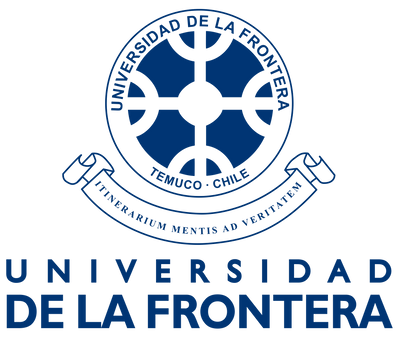 UNIVERSIDAD DE LA FRONTERA
TEMUCO · CHILE
ITINERARIUM MENTIS AD VERITATEM
UNIVERSIDAD
DE LA FRONTERA